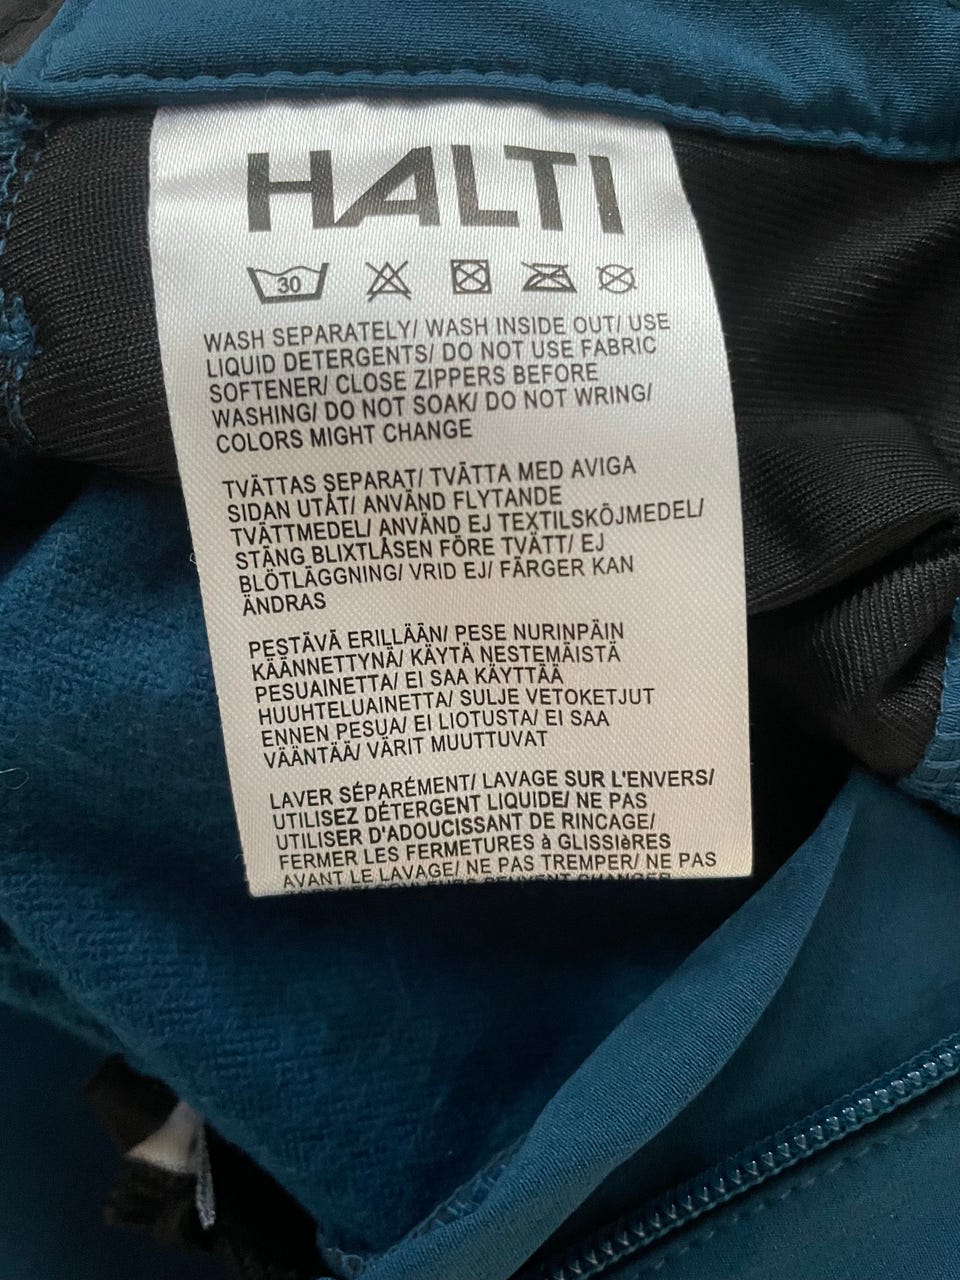 HALTI
30
WASH SEPARATELY/ WASH INSIDE OUT/ USE
LIQUID DETERGENTS/ DO NOT USE FABRIC
SOFTENER/ CLOSE ZIPPERS BEFORE
WASHING/ DO NOT SOAK/ DO NOT WRING/
COLORS MIGHT CHANGE
TVÄTTAS SEPARAT/ TVÄTTA MED AVIGA
SIDAN UTÅT/ ANVÄND FLYTANDE
TVÄTTMEDEL/ ANVÄND EJ TEXTILSKÖJMEDEL/
STÄNG BLIXTLÅSEN FÖRE TVÄTT/ EJ
BLÖTLÄGGNING/ VRID EJ/ FÄRGER KAN
ÄNDRAS
PESTÄVÄ ERILLÄÄN/ PESE NURINPÄIN
KÄÄNNETTYNÄ/ KÄYTÄ NESTEMÄISTÄ
PESUAINETTA/ EI SAA KÄYTTÄÄ
HUUHTELUAINETTA/ SULJE VETOKETJUT
ENNEN PESUA/ EI LIOTUSTA/ EI SAA
VÄÄNTÄÄ/ VÄRIT MUUTTUVAT
LAVER SÉPARÉMENT/ LAVAGE SUR L'ENVERS/
UTILISEZ DÉTERGENT LIQUIDE/ NE PAS
UTILISER D'ADOUCISSANT DE RINCAGE/
FERMER LES FERMETURES à GLISSIèRES
AVANT LE LAVAGE/ NE PAS TREMPER/ NE PAS
COULEURS PEUVENT CHANGER